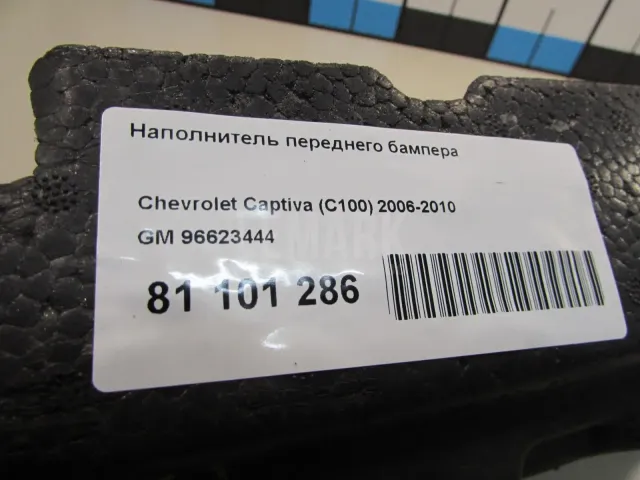 Наполнитель переднего бампера
Chevrolet Captiva (C100) 2006-2010
GM 96623444
81 101 286